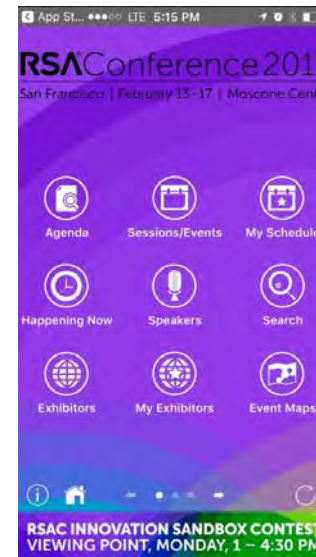 App St... LTE 5:15 PM
RSAConference 201
San Francisco | February 13-17 | Moscone Cent
Agenda
Sessions/Events
My Schedule
Happening Now
Speakers
Search
Exhibitors
My Exhibitors
Event Maps
RSAC INNOVATION SANDBOX CONTEST
VIEWING POINT, MONDAY, 1 – 4:30 PM